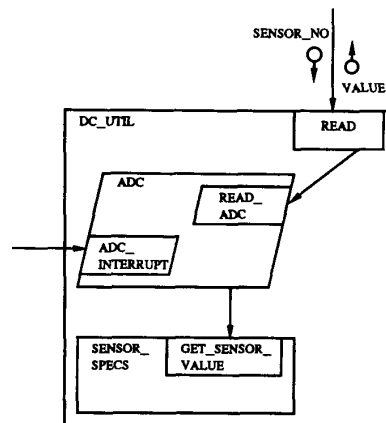 SENSOR_NO
VALUE
DC_UTIL
READ
ADC
READ_
ADC
ADC_
INTERRUPT
SENSOR_
SPECS
GET_SENSOR_
VALUE